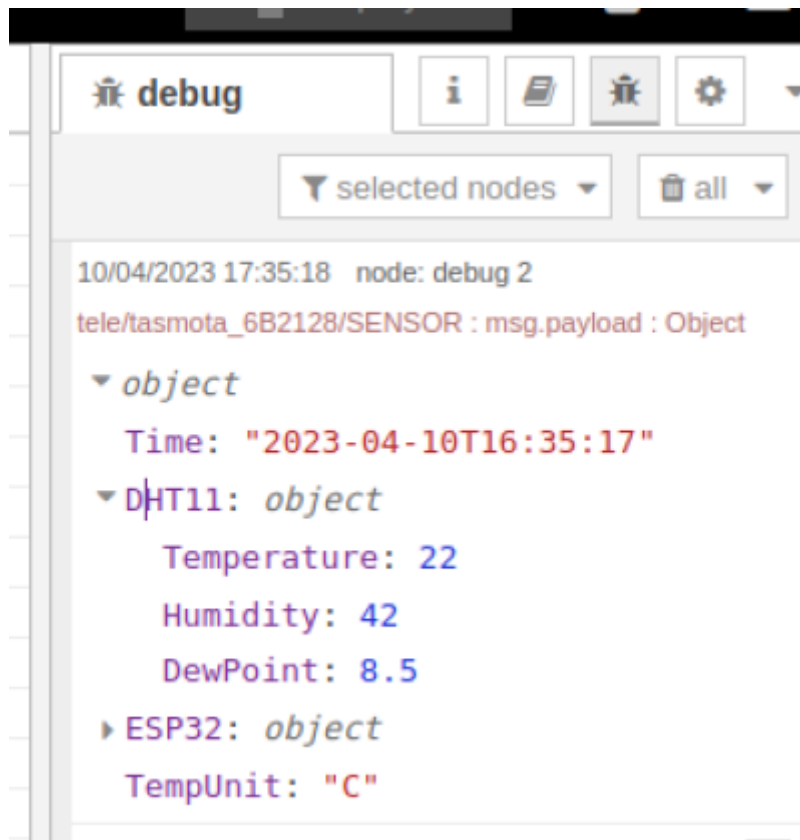 debug
selected nodes
all
10/04/2023 17:35:18 node: debug 2
tele/tasmota_6B2128/SENSOR : msg.payload : Object
object
Time: "2023-04-10T16:35:17"
DHT11: object
Temperature: 22
Humidity: 42
DewPoint: 8.5
ESP32: object
TempUnit: "C"